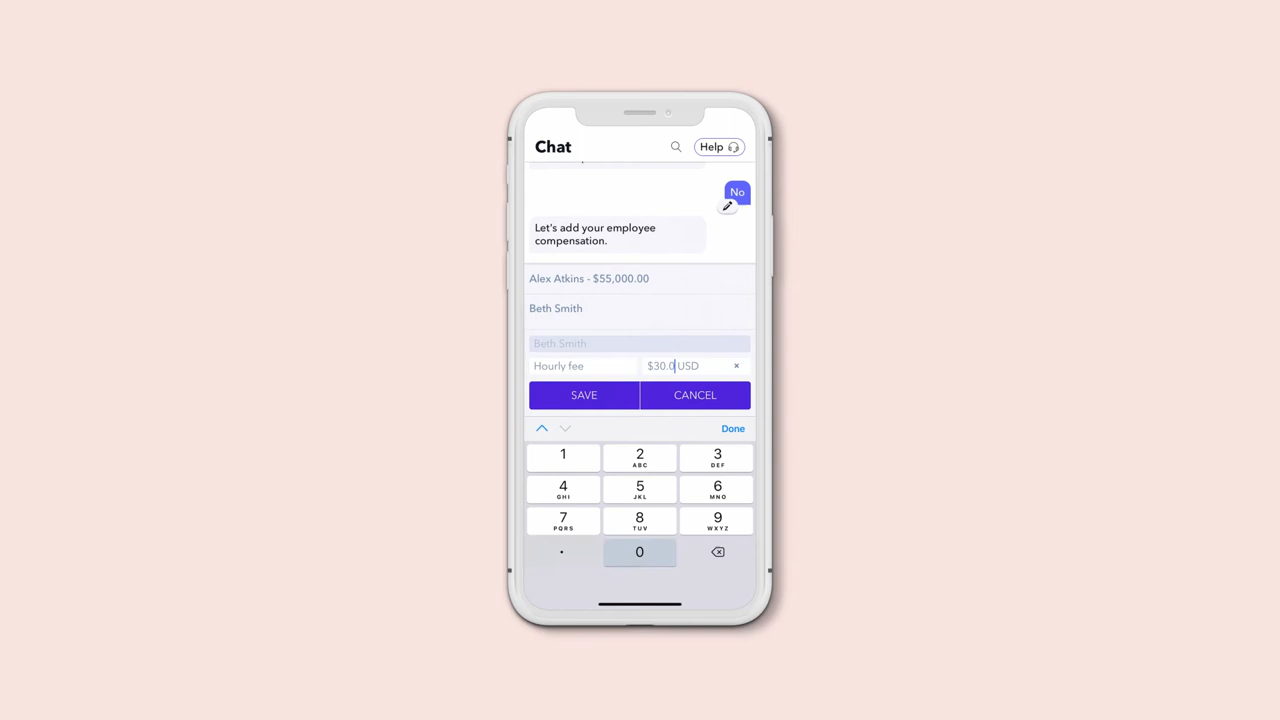 Chat
Help
No
Let's add your employee
compensation.
Alex Atkins - $55,000.00
Beth Smith
Beth Smith
Hourly fee
$30.0 USD
×
SAVE
CANCEL
Done
1
2
ABC
3
DEF
4
GHI
5
JKL
6
MNO
7
PQRS
8
TUV
9
WXYZ
.
0